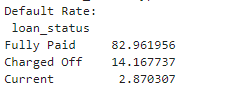 Default Rate:
loan_status
Fully Paid 82.961956
Charged Off 14.167737
Current 2.870307